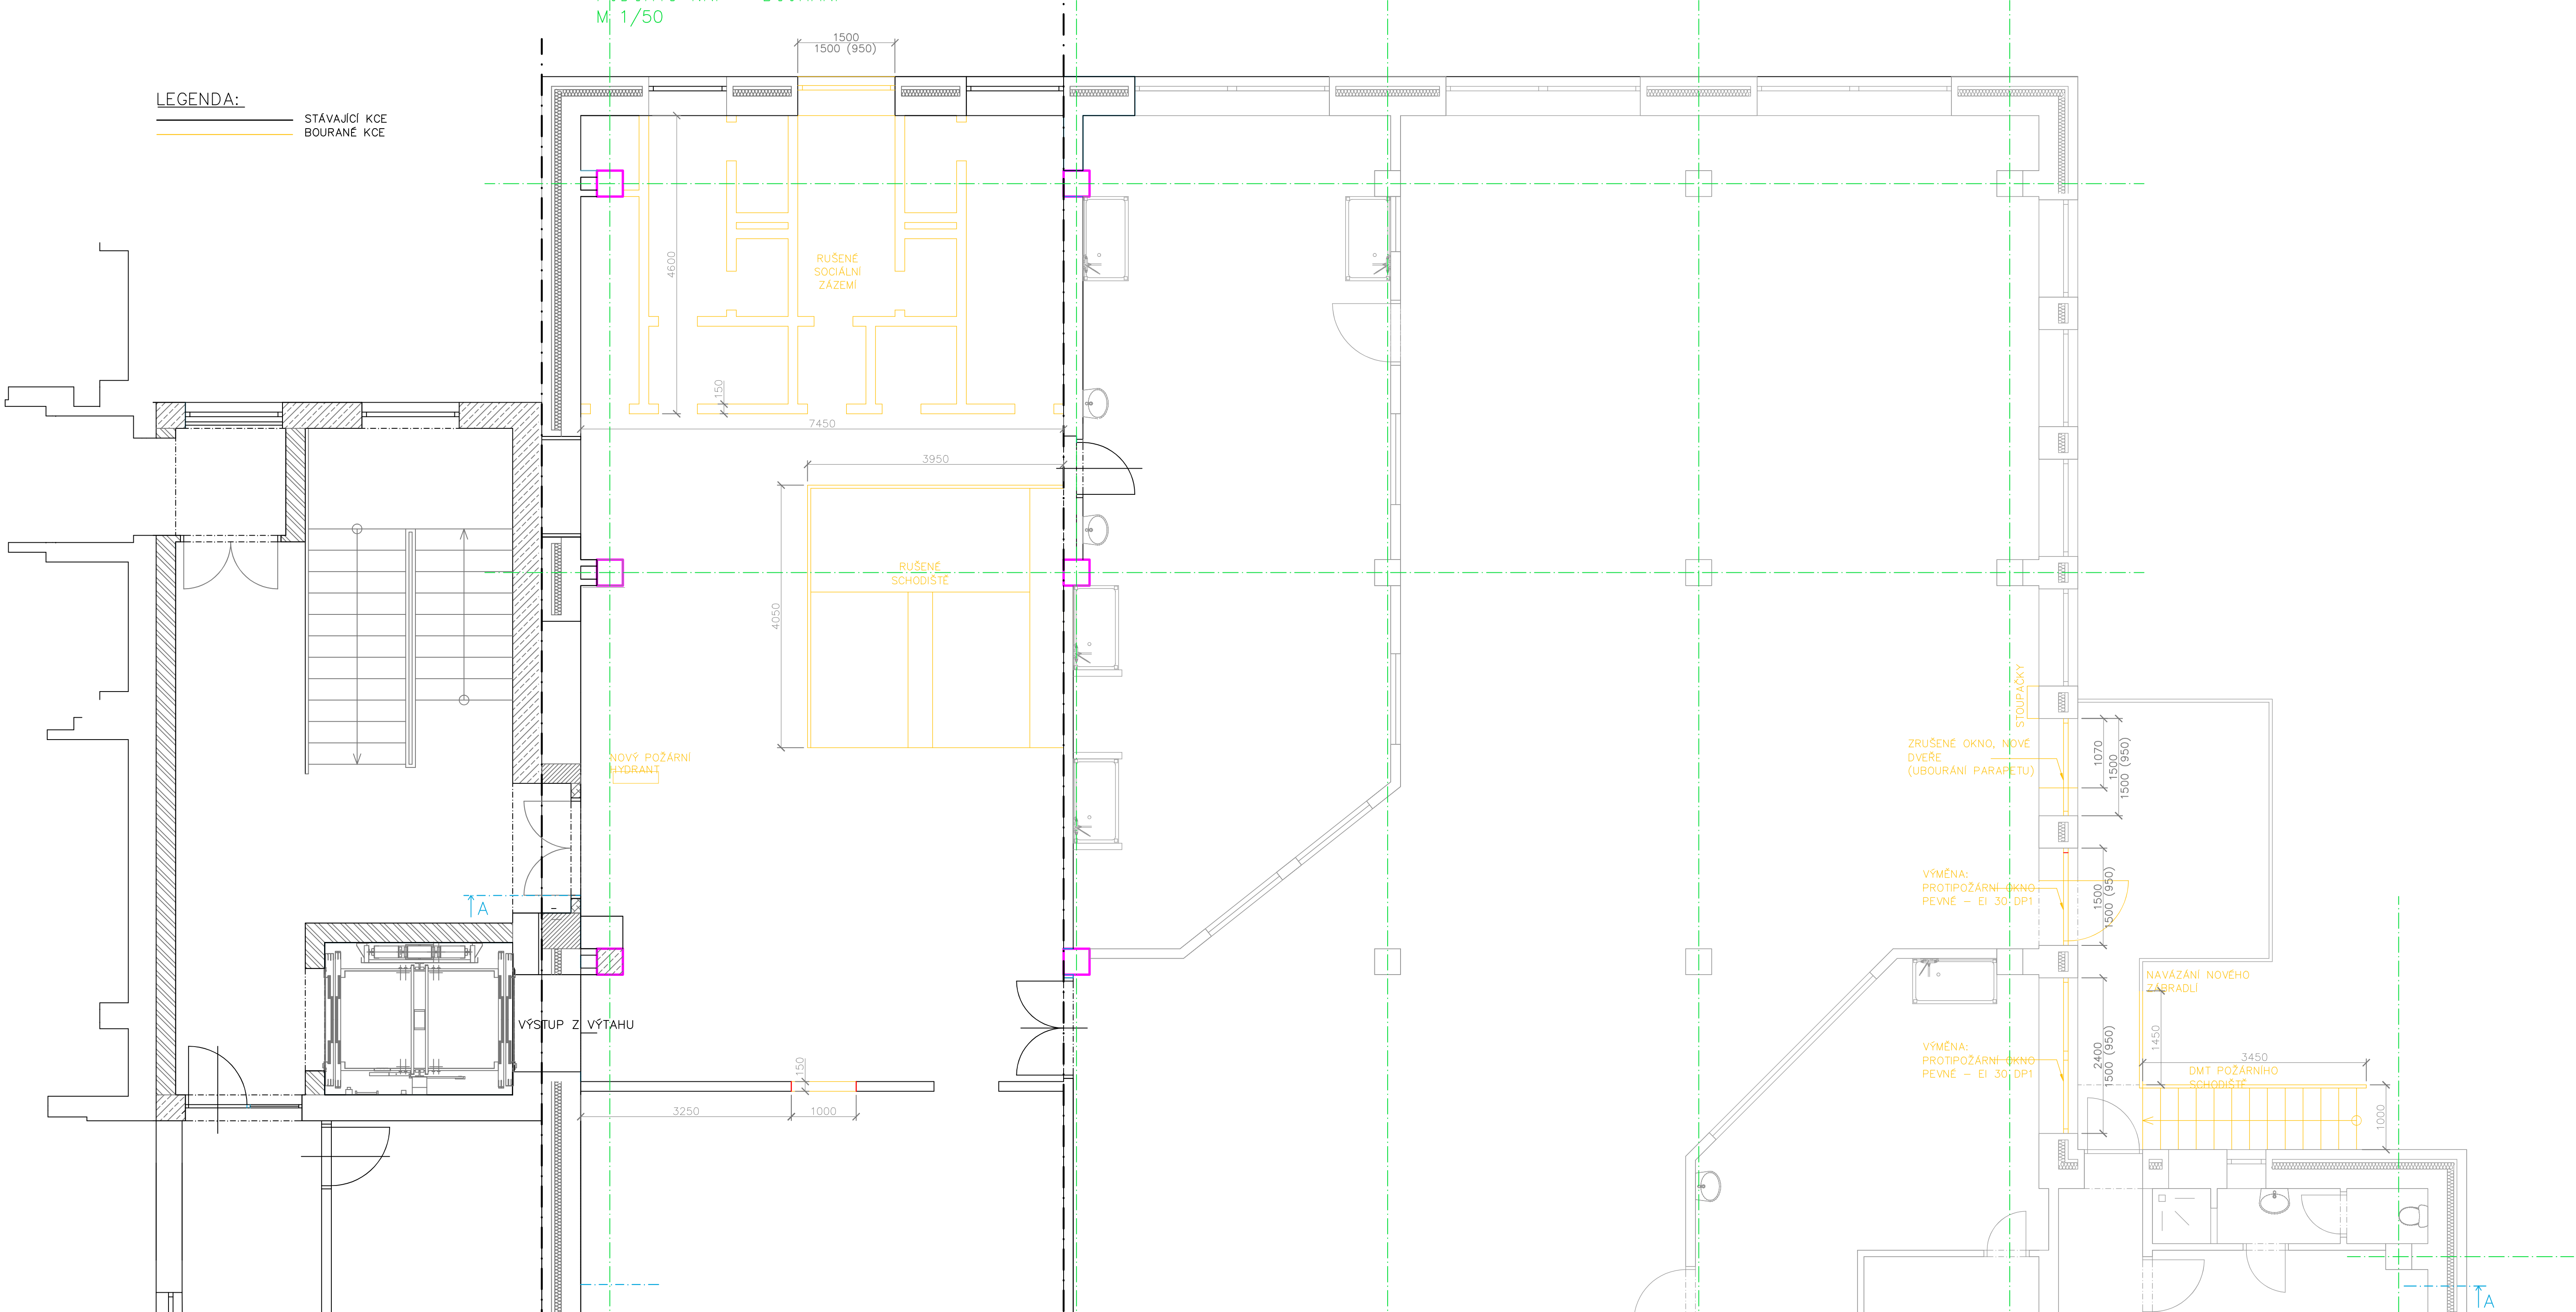 M 1/50
1500
1500 (950)
LEGENDA:
STÁVAJÍCÍ KCE
BOURANÉ KCE
4600
RUŠENÉ
SOCIÁLNÍ
ZÁZEMÍ
150
7450
3950
RUŠENÉ
SCHODIŠTĚ
4050
NOVÝ POŽÁRNÍ
HYDRANT
A
VÝSTUP Z VÝTAHU
150
3250
1000
STOUPAČKY
ZRUŠENÉ OKNO, NOVÉ
DVEŘE
(UBOURÁNÍ PARAPETU)
1070
1500
1500 (950)
VÝMĚNA:
PROTIPOŽÁRNÍ OKNO
PEVNÉ – EI 30 DP1
1500
1500 (950)
NAVÁZÁNÍ NOVÉHO
ZÁBRADLÍ
VÝMĚNA:
PROTIPOŽÁRNÍ OKNO
PEVNÉ – EI 30 DP1
2400
1500 (950)
1450
3450
DMT POŽÁRNÍHO
SCHODIŠTĚ
1000
A